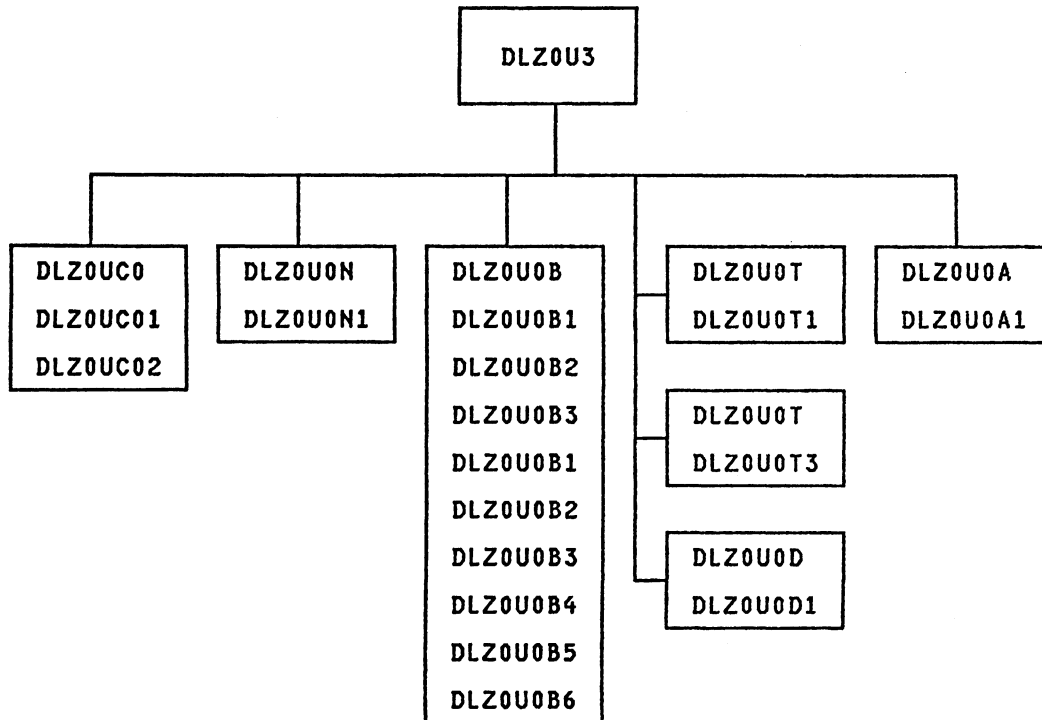 DLZ0U3
DLZ0UC0
DLZ0UC01
DLZ0UC02
DLZ0U0N
DLZ0U0N1
DLZ0U0B
DLZ0U0B1
DLZ0U0B2
DLZ0U0B3
DLZ0U0B1
DLZ0U0B2
DLZ0U0B3
DLZ0U0B4
DLZ0U0B5
DLZ0U0B6
DLZ0U0T
DLZ0U0T1
DLZ0U0T
DLZ0U0T3
DLZ0U0D
DLZ0U0D1
DLZ0U0A
DLZ0U0A1